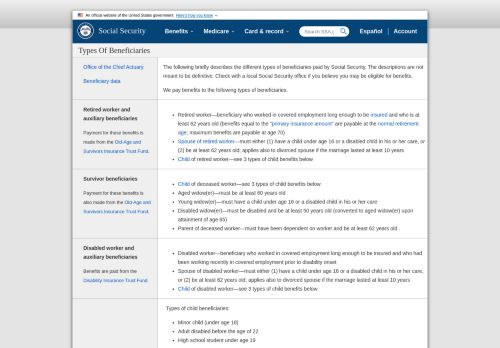 An official website of the United States government Here's how you know
Social Security
Benefits
Medicare
Card & record
Search SSA.g
Español
Account
Types Of Beneficiaries
Office of the Chief Actuary
Beneficiary data
The following briefly describes the different types of beneficiaries paid by Social Security. The descriptions are
not meant to be definitive. Check with a local Social Security office if you believe you may be eligible for benefits.
We pay benefits to the following types of beneficiaries.
Retired worker and
auxiliary beneficiaries
Payment for these benefits is
made from the Old-Age and
Survivors Insurance Trust Fund.
• Retired worker—beneficiary who worked in covered employment long enough to be insured and who is at
least 62 years old (benefits equal to the "primary insurance amount" are payable at the normal retirement
age; maximum benefits are payable at age 70)
• Spouse of retired worker—must either (1) have a child under age 16 or a disabled child in his or her care, or
(2) be at least 62 years old; applies also to divorced spouse if the marriage lasted at least 10 years
• Child of retired worker—see 3 types of child benefits below
Survivor beneficiaries
Payment for these benefits is
also made from the Old-Age and
Survivors Insurance Trust Fund.
• Child of deceased worker—see 3 types of child benefits below
• Aged widow(er)—must be at least 60 years old
• Young widow(er)—must have a child under age 16 or a disabled child in his or her care
• Disabled widow(er)—must be disabled and be at least 50 years old (converted to aged widow(er) upon
attainment of age 65)
• Parent of deceased worker—must have been dependent on worker and be at least 62 years old
Disabled worker and
auxiliary beneficiaries
Benefits are paid from the
Disability Insurance Trust Fund.
• Disabled worker—beneficiary who worked in covered employment long enough to be insured and who had
been working recently in covered employment prior to disability onset
• Spouse of disabled worker—must either (1) have a child under age 16 or a disabled child in his or her care,
or (2) be at least 62 years old; applies also to divorced spouse if the marriage lasted at least 10 years
• Child of disabled worker—see 3 types of child benefits below
Types of child beneficiaries:
• Minor child (under age 18)
• Adult disabled before the age of 22
• High school student under age 19